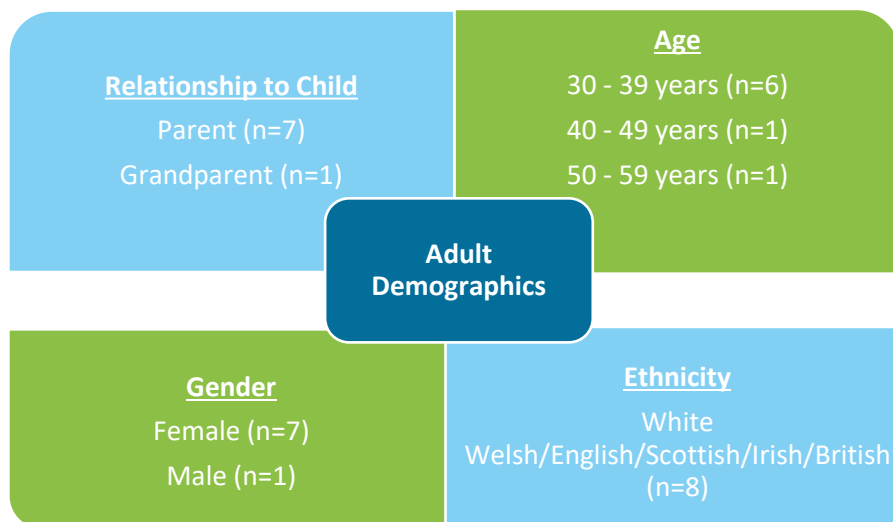 Relationship to Child
Parent (n=7)
Grandparent (n=1)
Age
30 - 39 years (n=6)
40 - 49 years (n=1)
50 - 59 years (n=1)
Adult
Demographics
Gender
Female (n=7)
Male (n=1)
Ethnicity
White
Welsh/English/Scottish/Irish/British
(n=8)